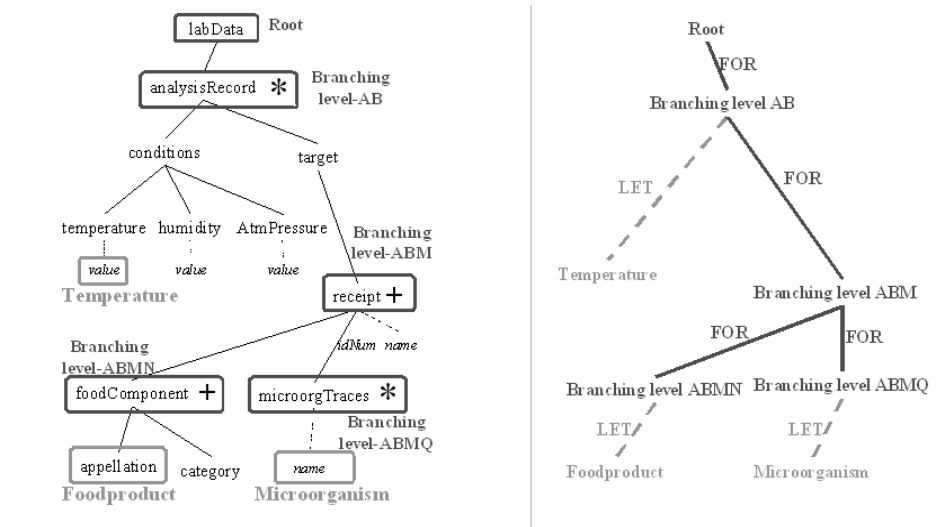 labData Root
analysisRecord * Branching
level-AB
conditions target
temperature humidity AtmPressure
value value value
Temperature
Branching
level-ABM
receipt +
idNum name
Branching
level-ABMN
foodComponent + microorgTraces *
Branching
level-ABMQ
appellation category name
Foodproduct Microorganism
Root
FOR
Branching level AB
LET FOR
Temperature
Branching level ABM
FOR FOR
Branching level ABMN Branching level ABMQ
LET LET
Foodproduct Microorganism